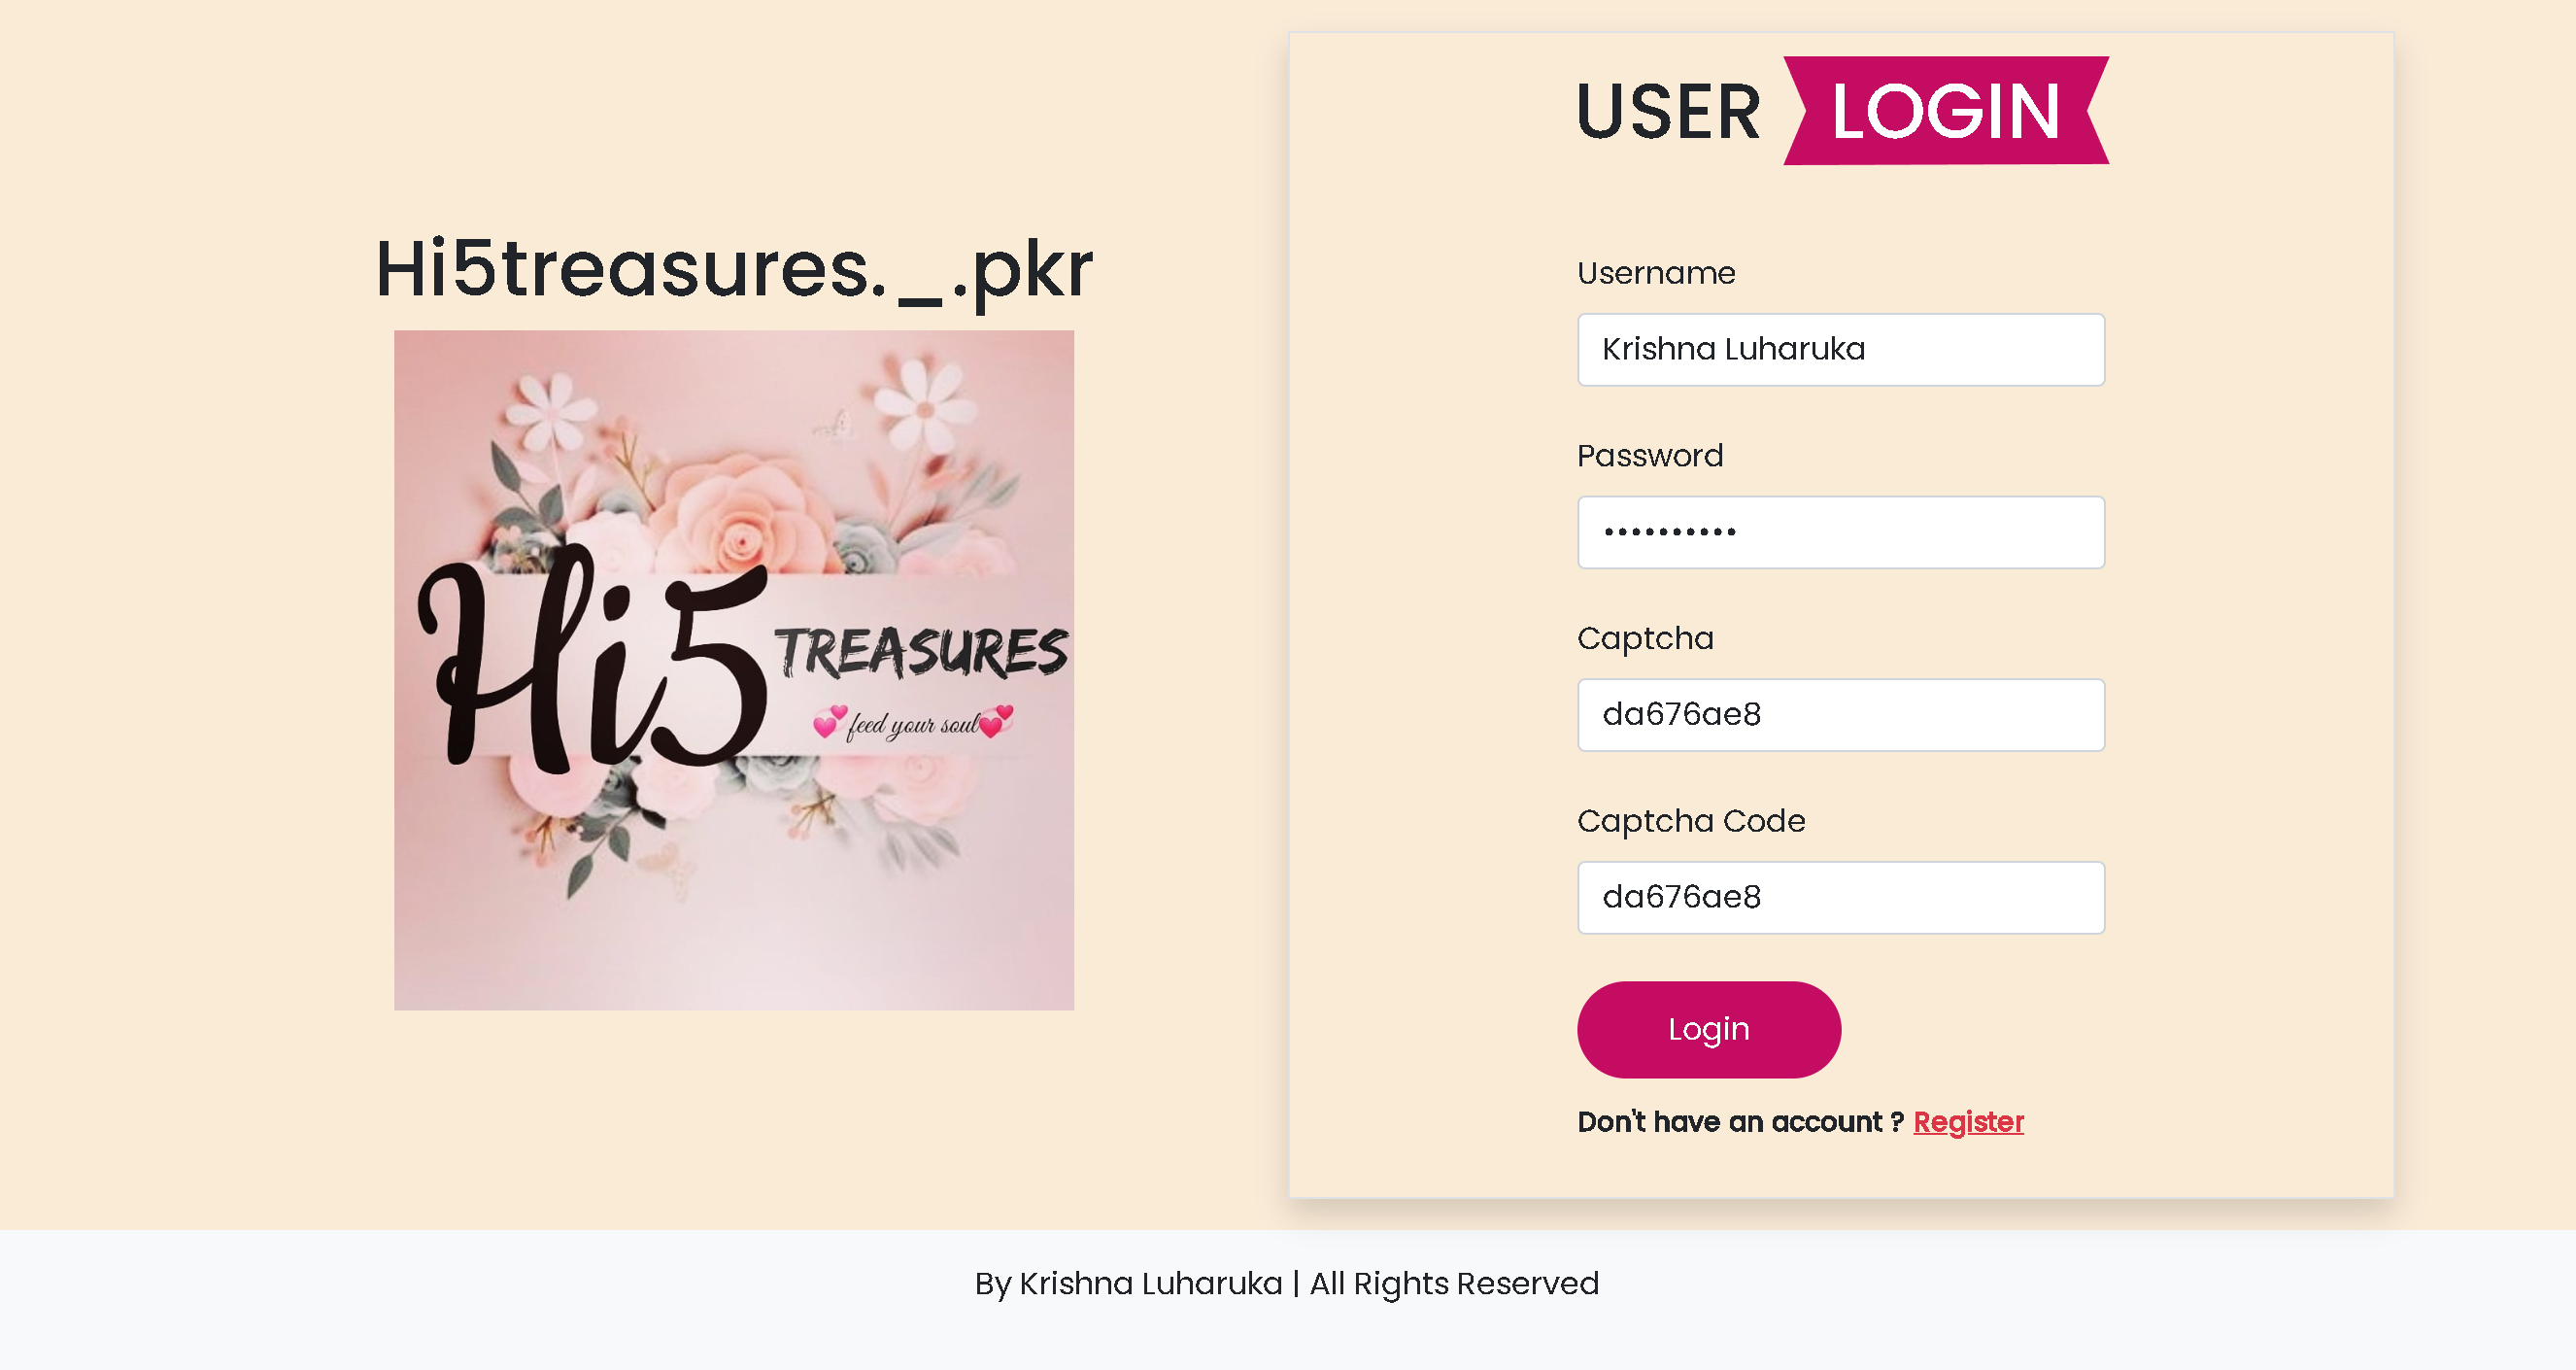 Hi5treasures._.pkr
Hi5
TREASURES
feed your soul
USER LOGIN
Username
Krishna Luharuka
Password
••••••••••
Captcha
da676ae8
Captcha Code
da676ae8
Login
Don't have an account ? Register
By Krishna Luharuka | All Rights Reserved